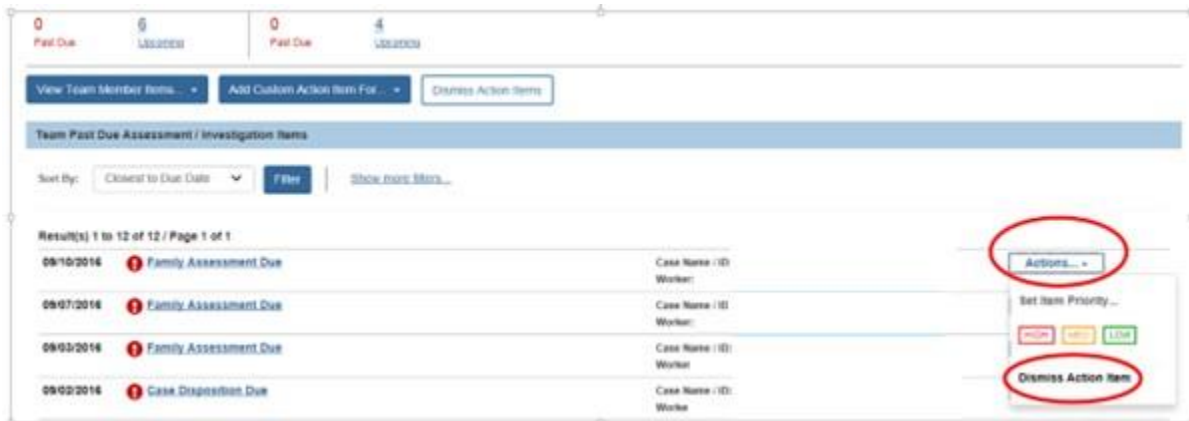 0 6 0 4
Past Due Upcoming Past Due Upcoming
View Team Member Items... Add Custom Action Item For... Dismiss Action Items
Team Past Due Assessment / Investigation Items
Sort By: Closest to Due Date Filter Show more filters...
Result(s) 1 to 12 of 12 / Page 1 of 1
09/10/2016 Family Assessment Due Case Name / ID Actions...
Worker:
09/07/2016 Family Assessment Due Case Name / ID Set Item Priority...
Worker:
HIGH MED LOW
09/03/2016 Family Assessment Due Case Name / ID:
Worker
Dismiss Action Item
09/02/2016 Case Disposition Due Case Name / ID:
Worke